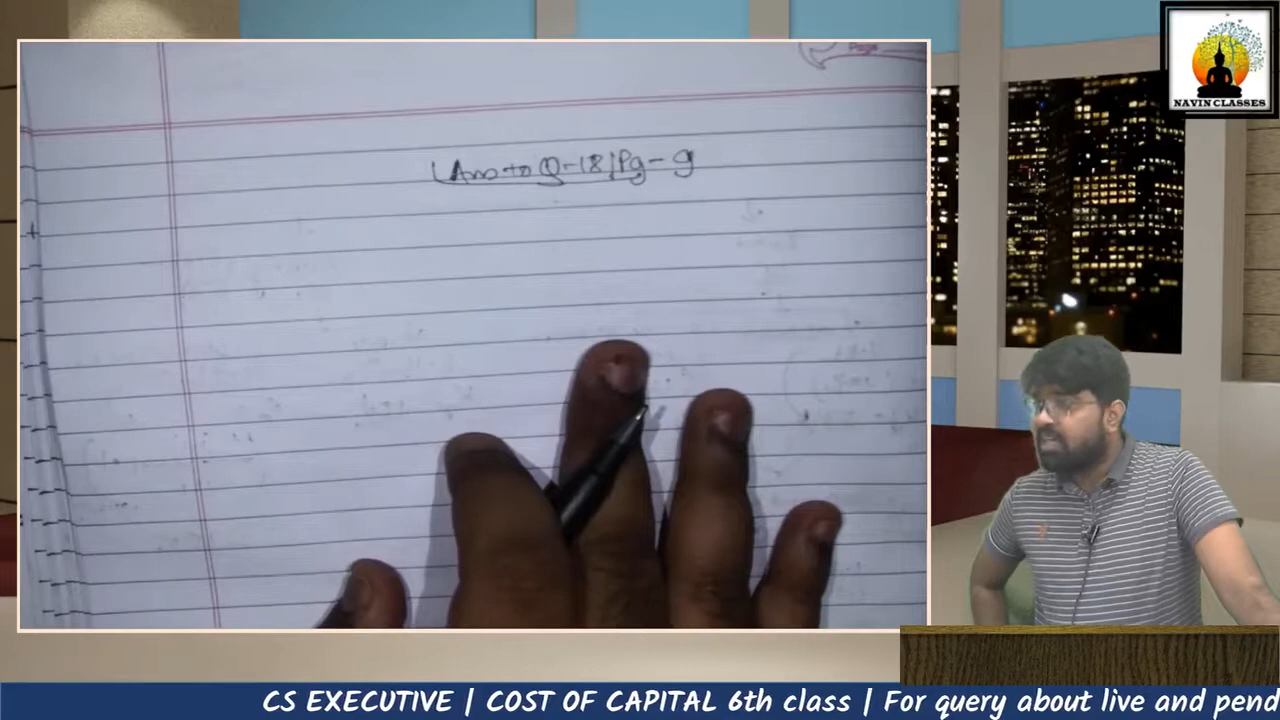 Page
NAVIN CLASSES
Ans to Q-18|Pg-9
CS EXECUTIVE | COST OF CAPITAL 6th class | For query about live and pend